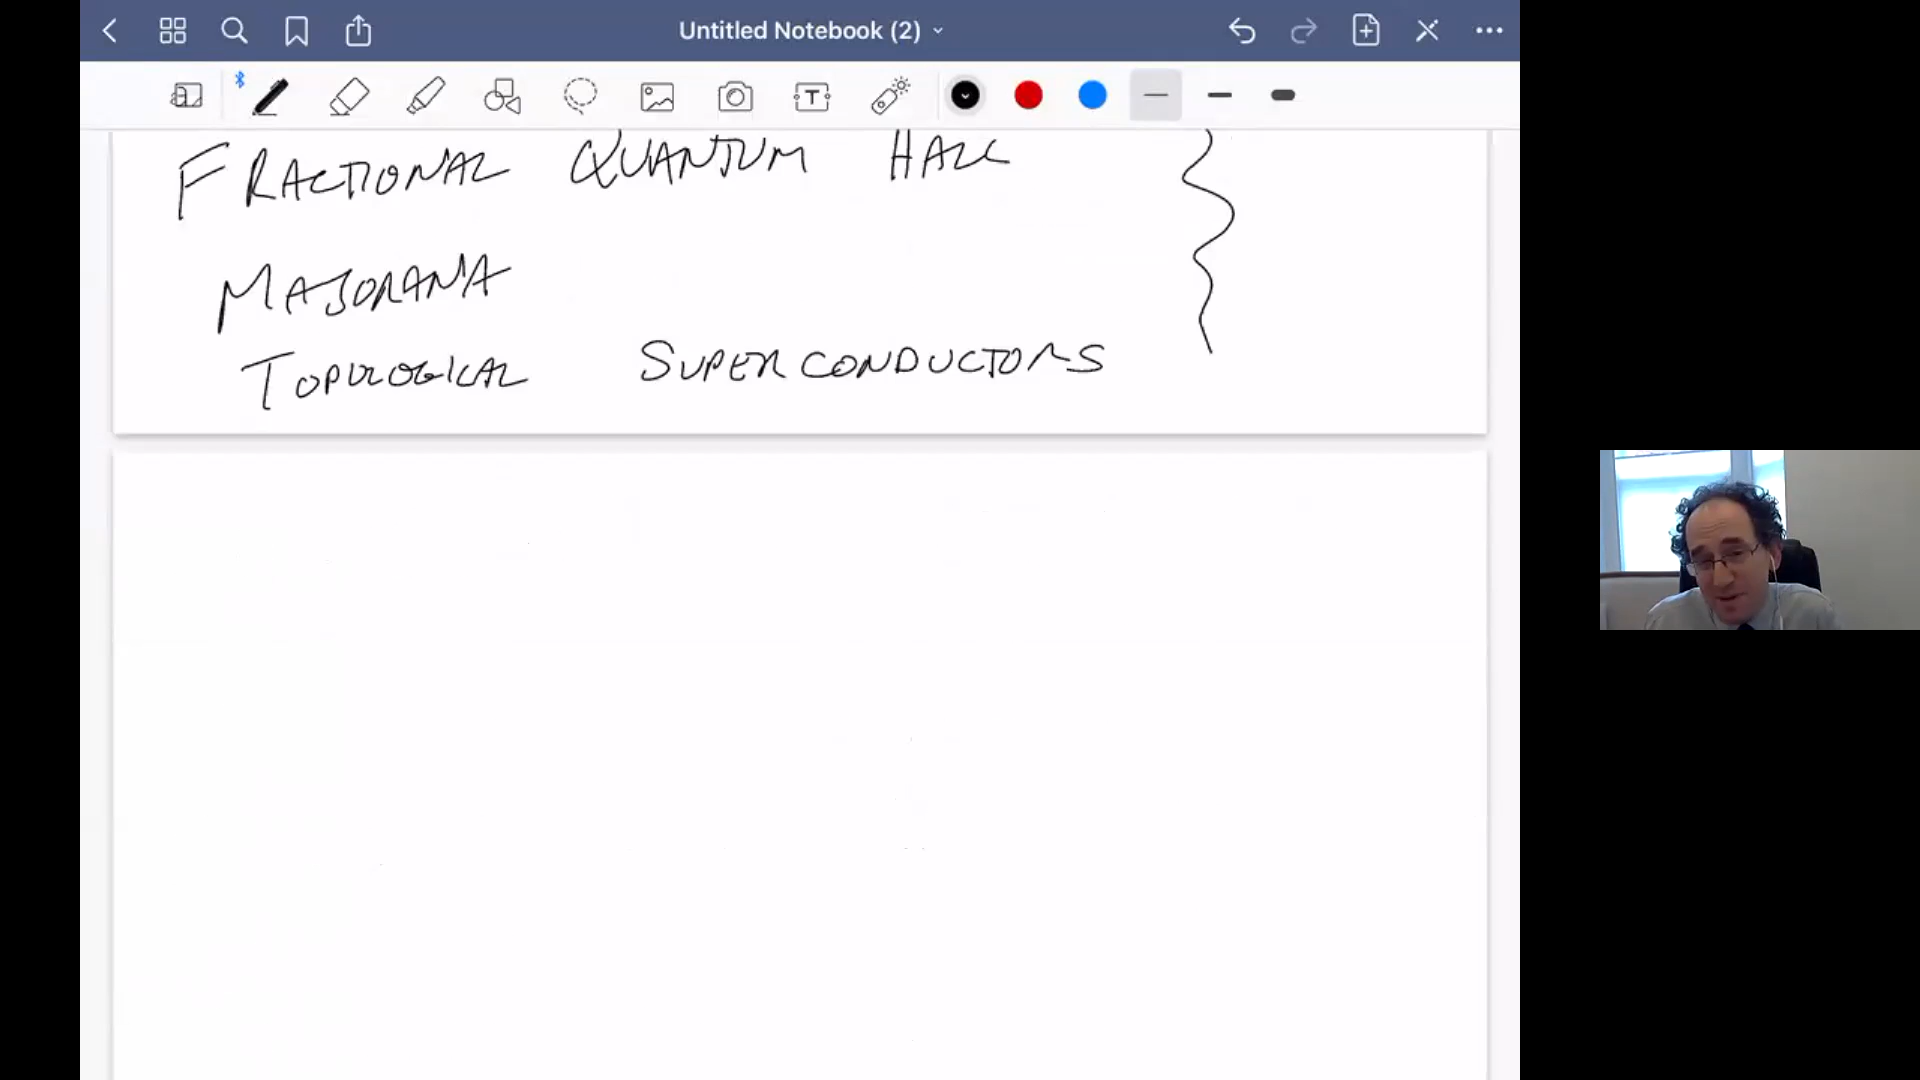 Untitled Notebook (2)
T
FRACTIONAL QUANTUM HALL
MAJORANA
TOPOLOGICAL SUPERCONDUCTORS